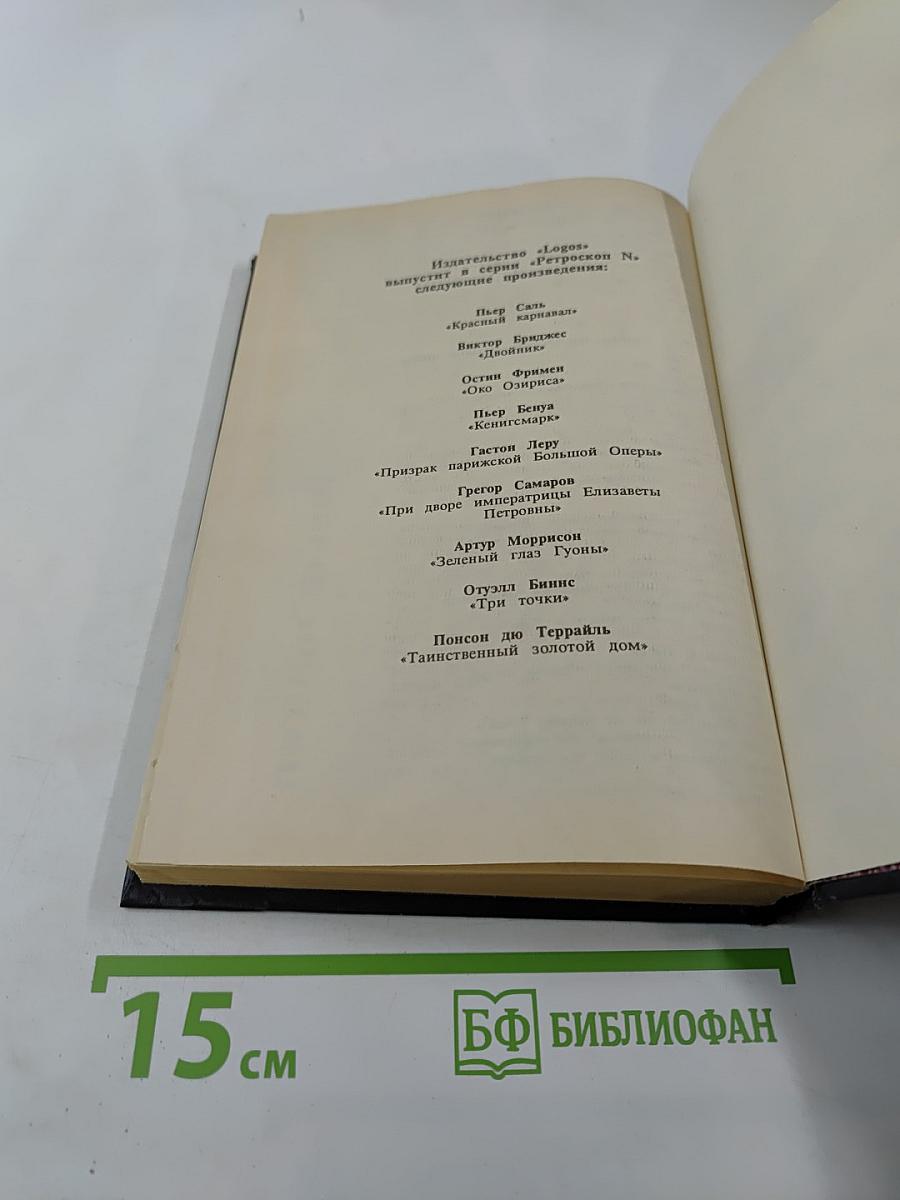 Издательство «Logos»
выпустит в серии «Ретроскоп N»
следующие произведения:
Пьер Саль
«Красный карнавал»
Виктор Бриджес
«Двойник»
Остин Фримен
«Око Озириса»
Пьер Бенуа
«Кенигсмарк»
Гастон Леру
«Призрак парижской Большой Оперы»
Грегор Самаров
«При дворе императрицы Елизаветы
Петровны»
Артур Моррисон
«Зеленый глаз Гуоны»
Отуэлл Биннс
«Три точки»
Понсон дю Террайль
«Таинственный золотой дом»
15 см
БФ БИБЛИОФАН